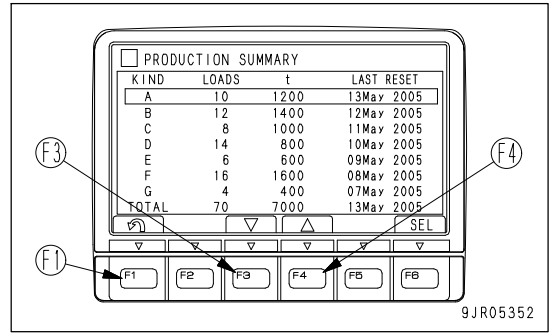 PRODUCTION SUMMARY
KIND LOADS t LAST RESET
A 10 1200 13May 2005
B 12 1400 12May 2005
C 8 1000 11May 2005
D 14 800 10May 2005
E 6 600 09May 2005
F 16 1600 08May 2005
G 4 400 07May 2005
TOTAL 70 7000 13May 2005
SEL
F3
F4
F1
F1 F2 F3 F4 F5 F6
9JR05352